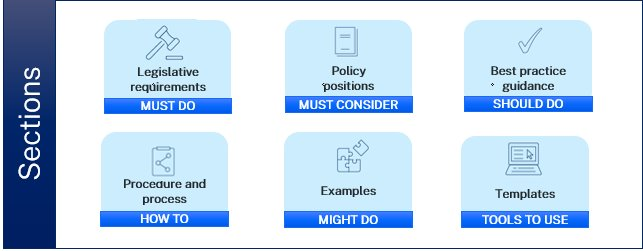 Sections
Legislative
requirements
MUST DO
Policy
positions
MUST CONSIDER
Best practice
guidance
SHOULD DO
Procedure and
process
HOW TO
Examples
MIGHT DO
Templates
TOOLS TO USE